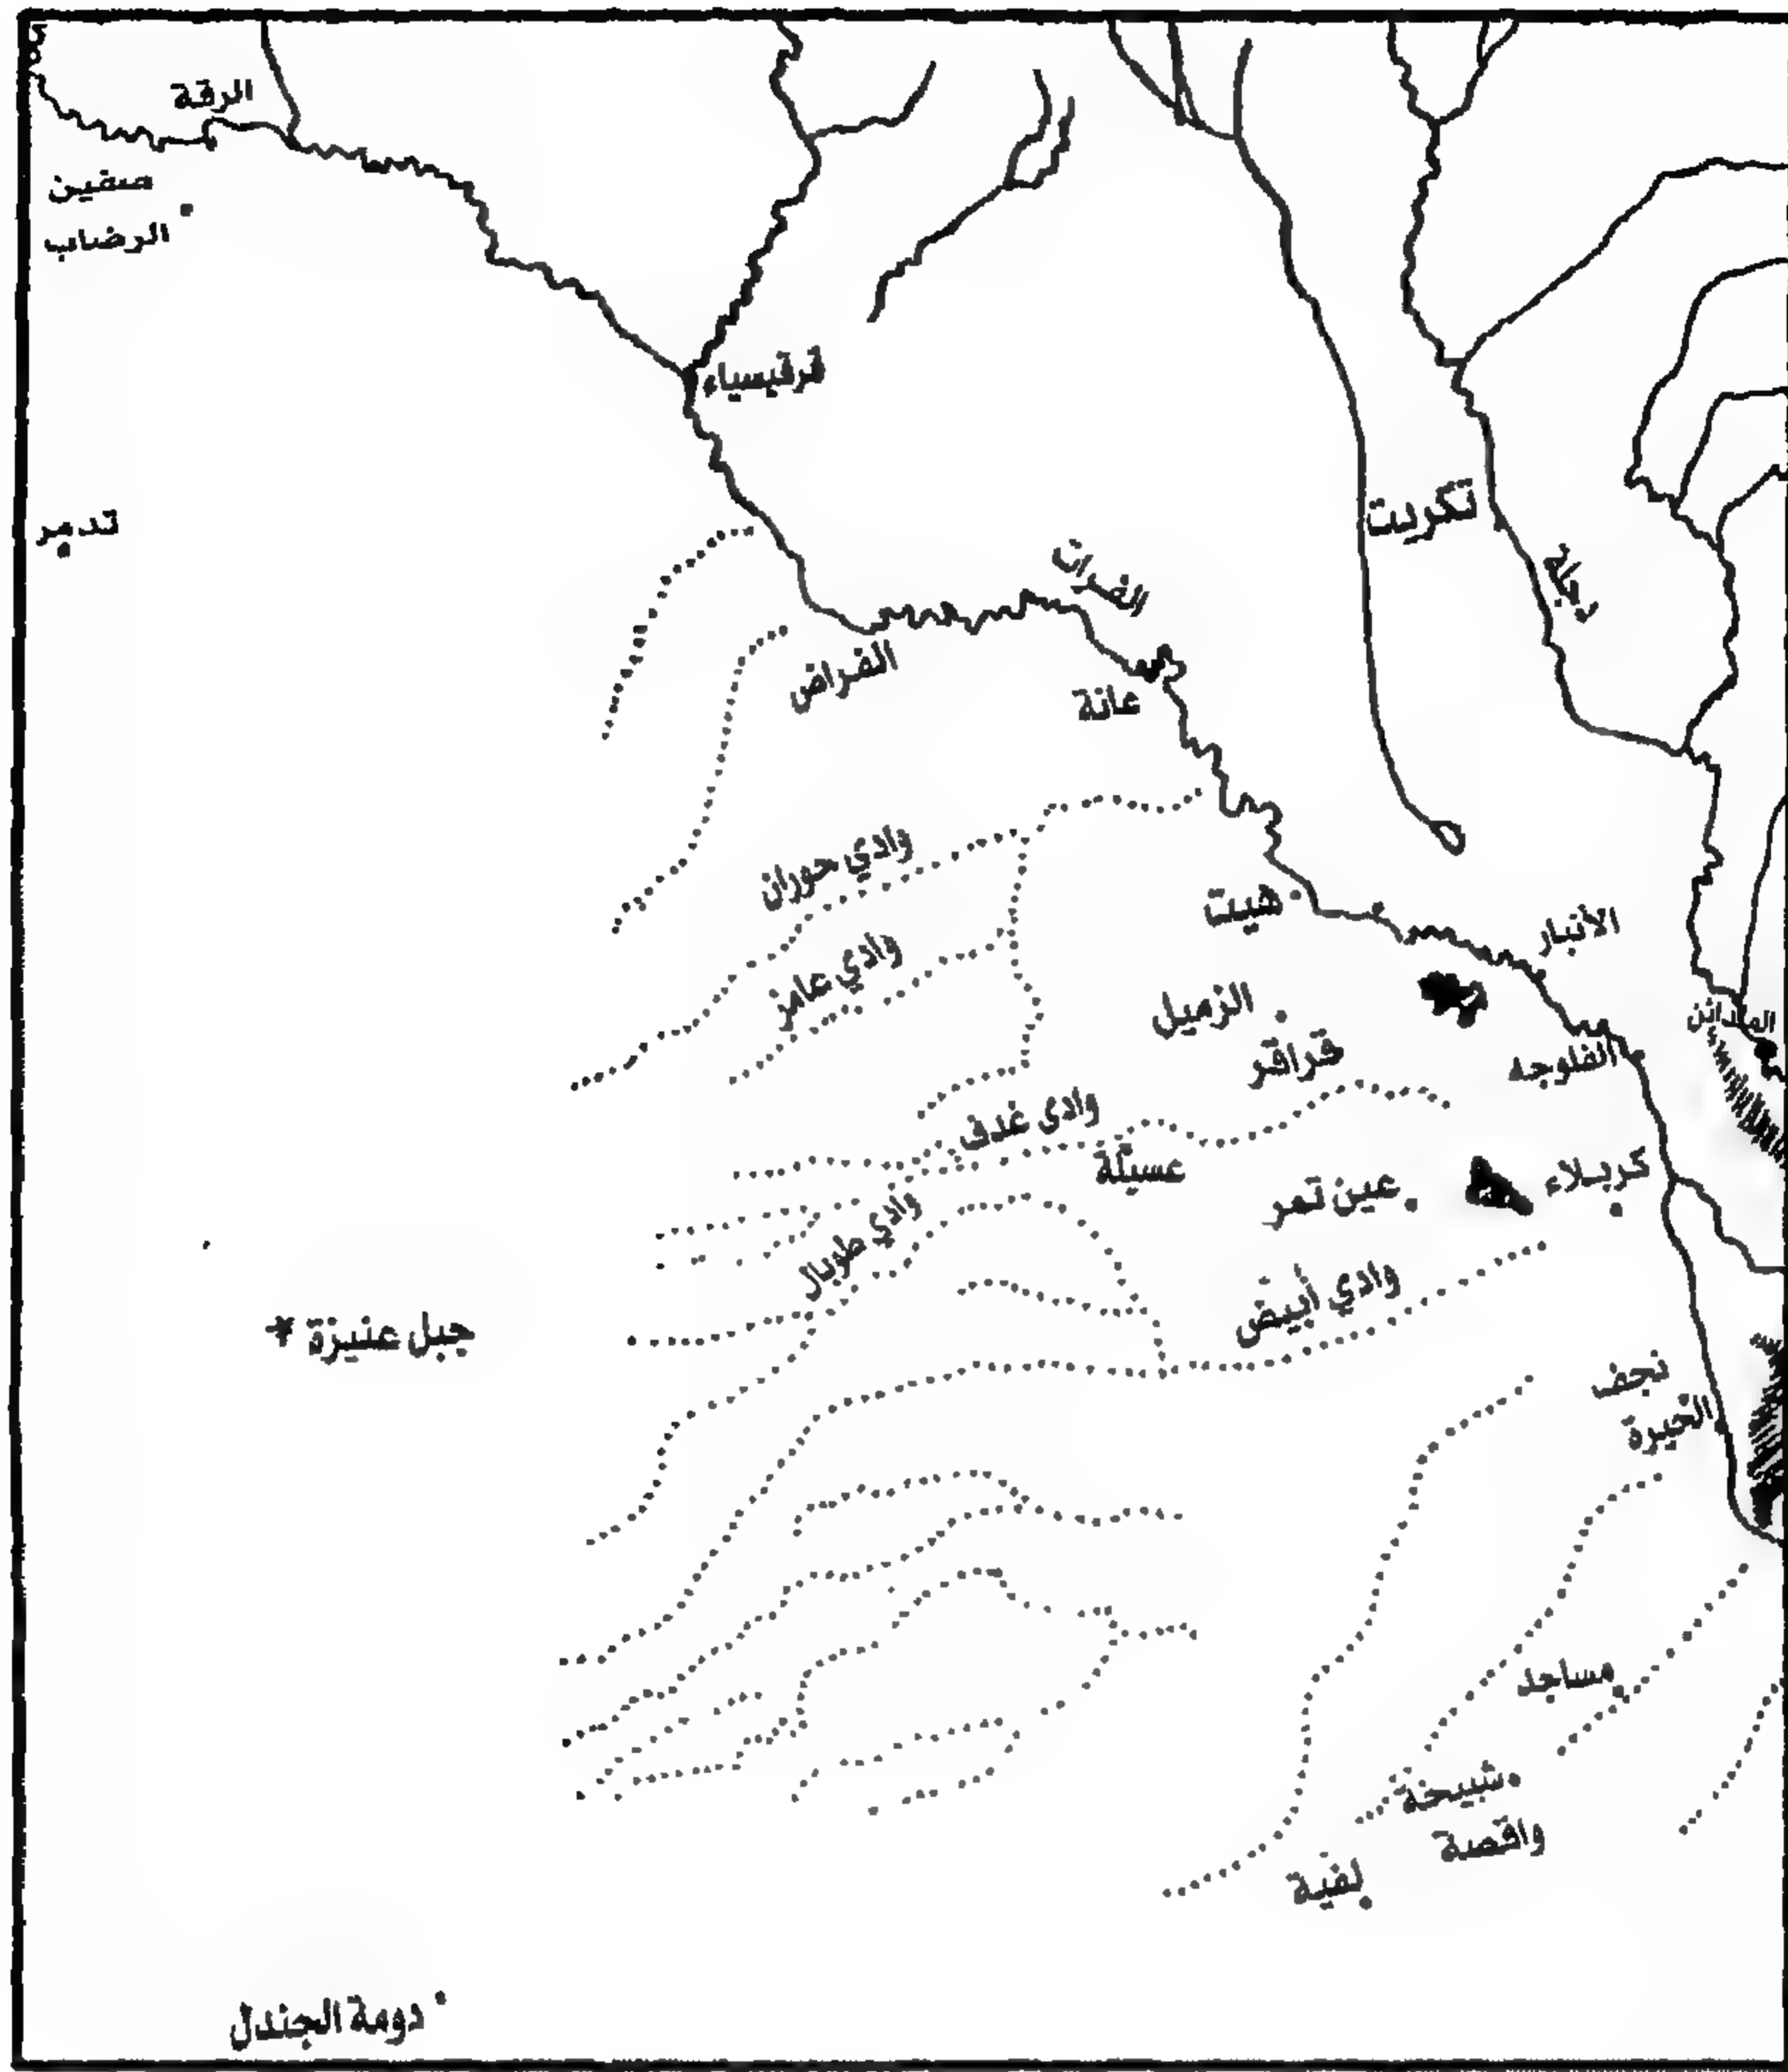 الرقة
صفين
الرضاب
قرقيسياء
تدمر
تكريت
دجلة
الفرات
الفراض
عانة
وادي حوران
هيت
الأنبار
وادي عامر
الزميل
المدائن
قراقر
الفلوجه
وادي غدف
عسيلة
كربلاء
عين تمر
وادي طوبال
وادي أبيض
جبل عنيزة *
نجف
الحيرة
مساجد
شبيخة
واقصة
لفية
دومة الجندل